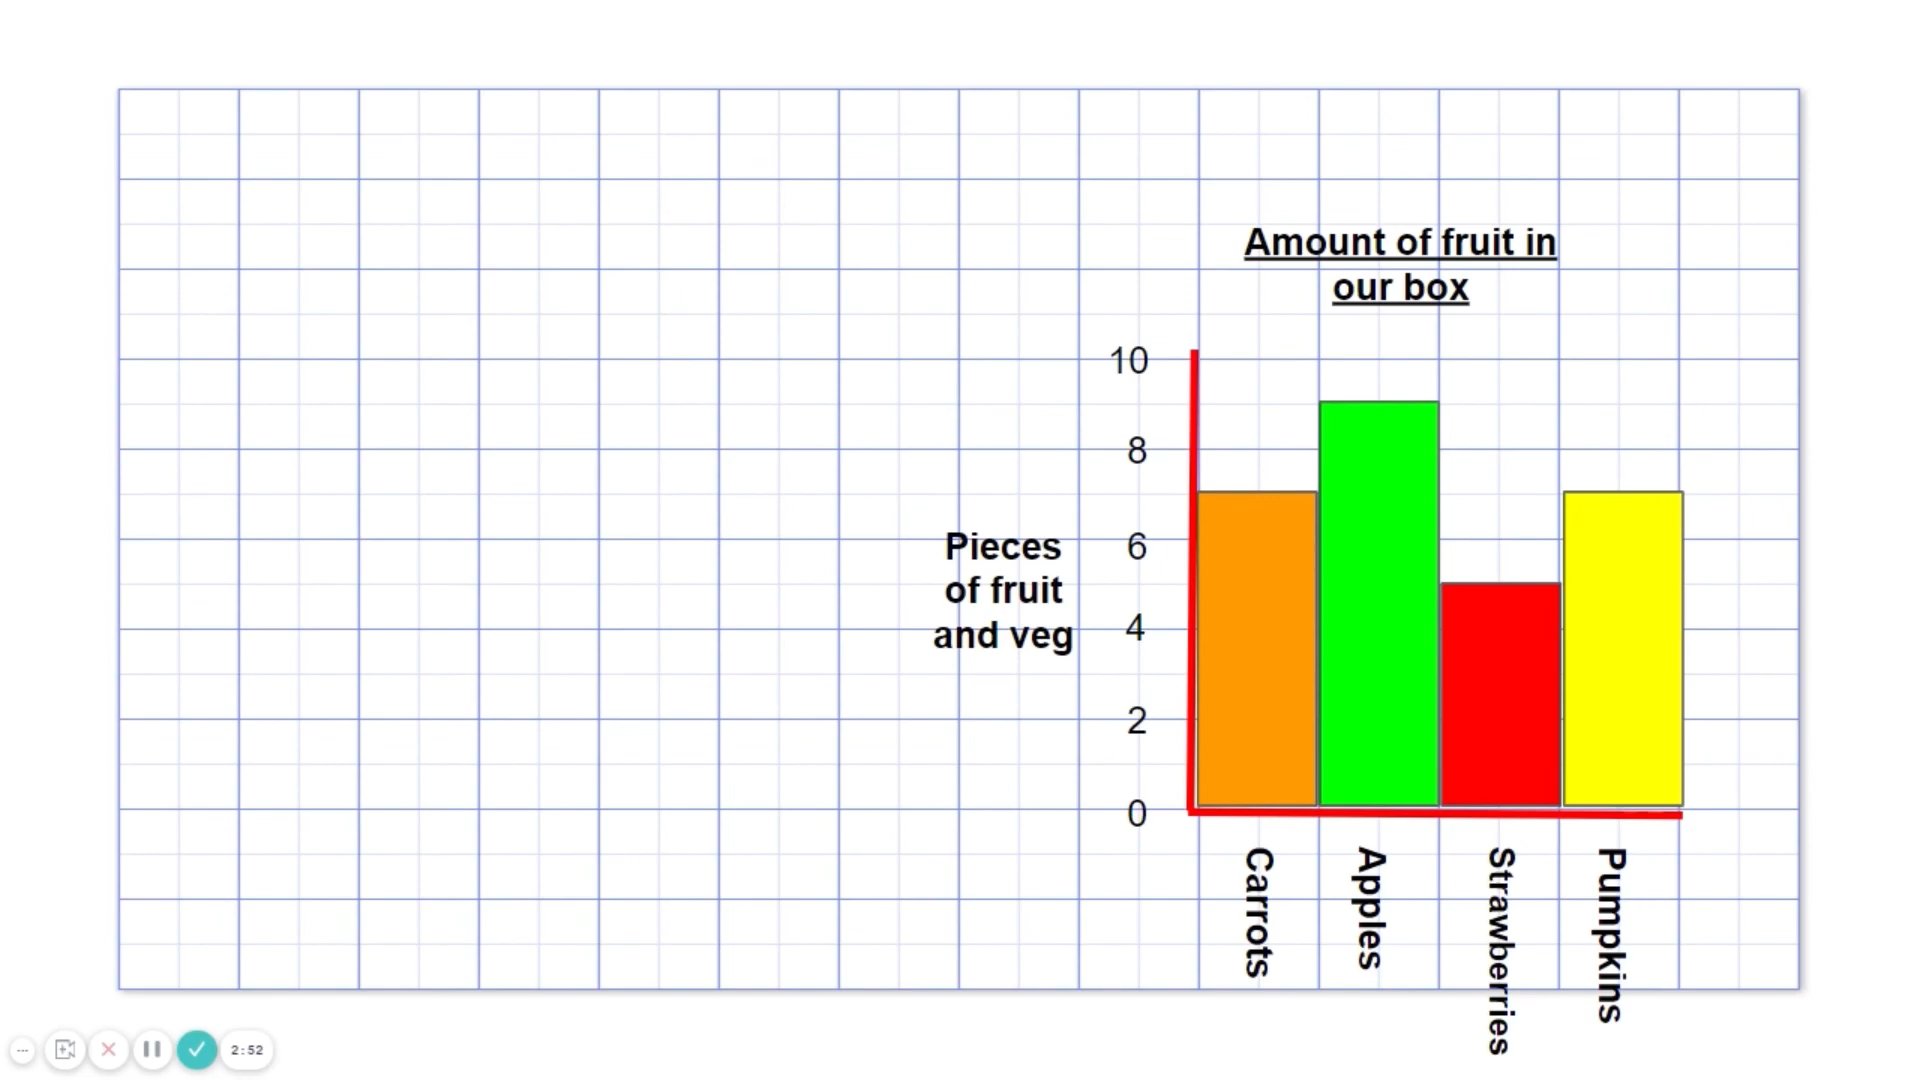 Amount of fruit in
our box
10
8
6
4
2
0
Pieces
of fruit
and veg
Carrots
Apples
Strawberries
Pumpkins
2:52